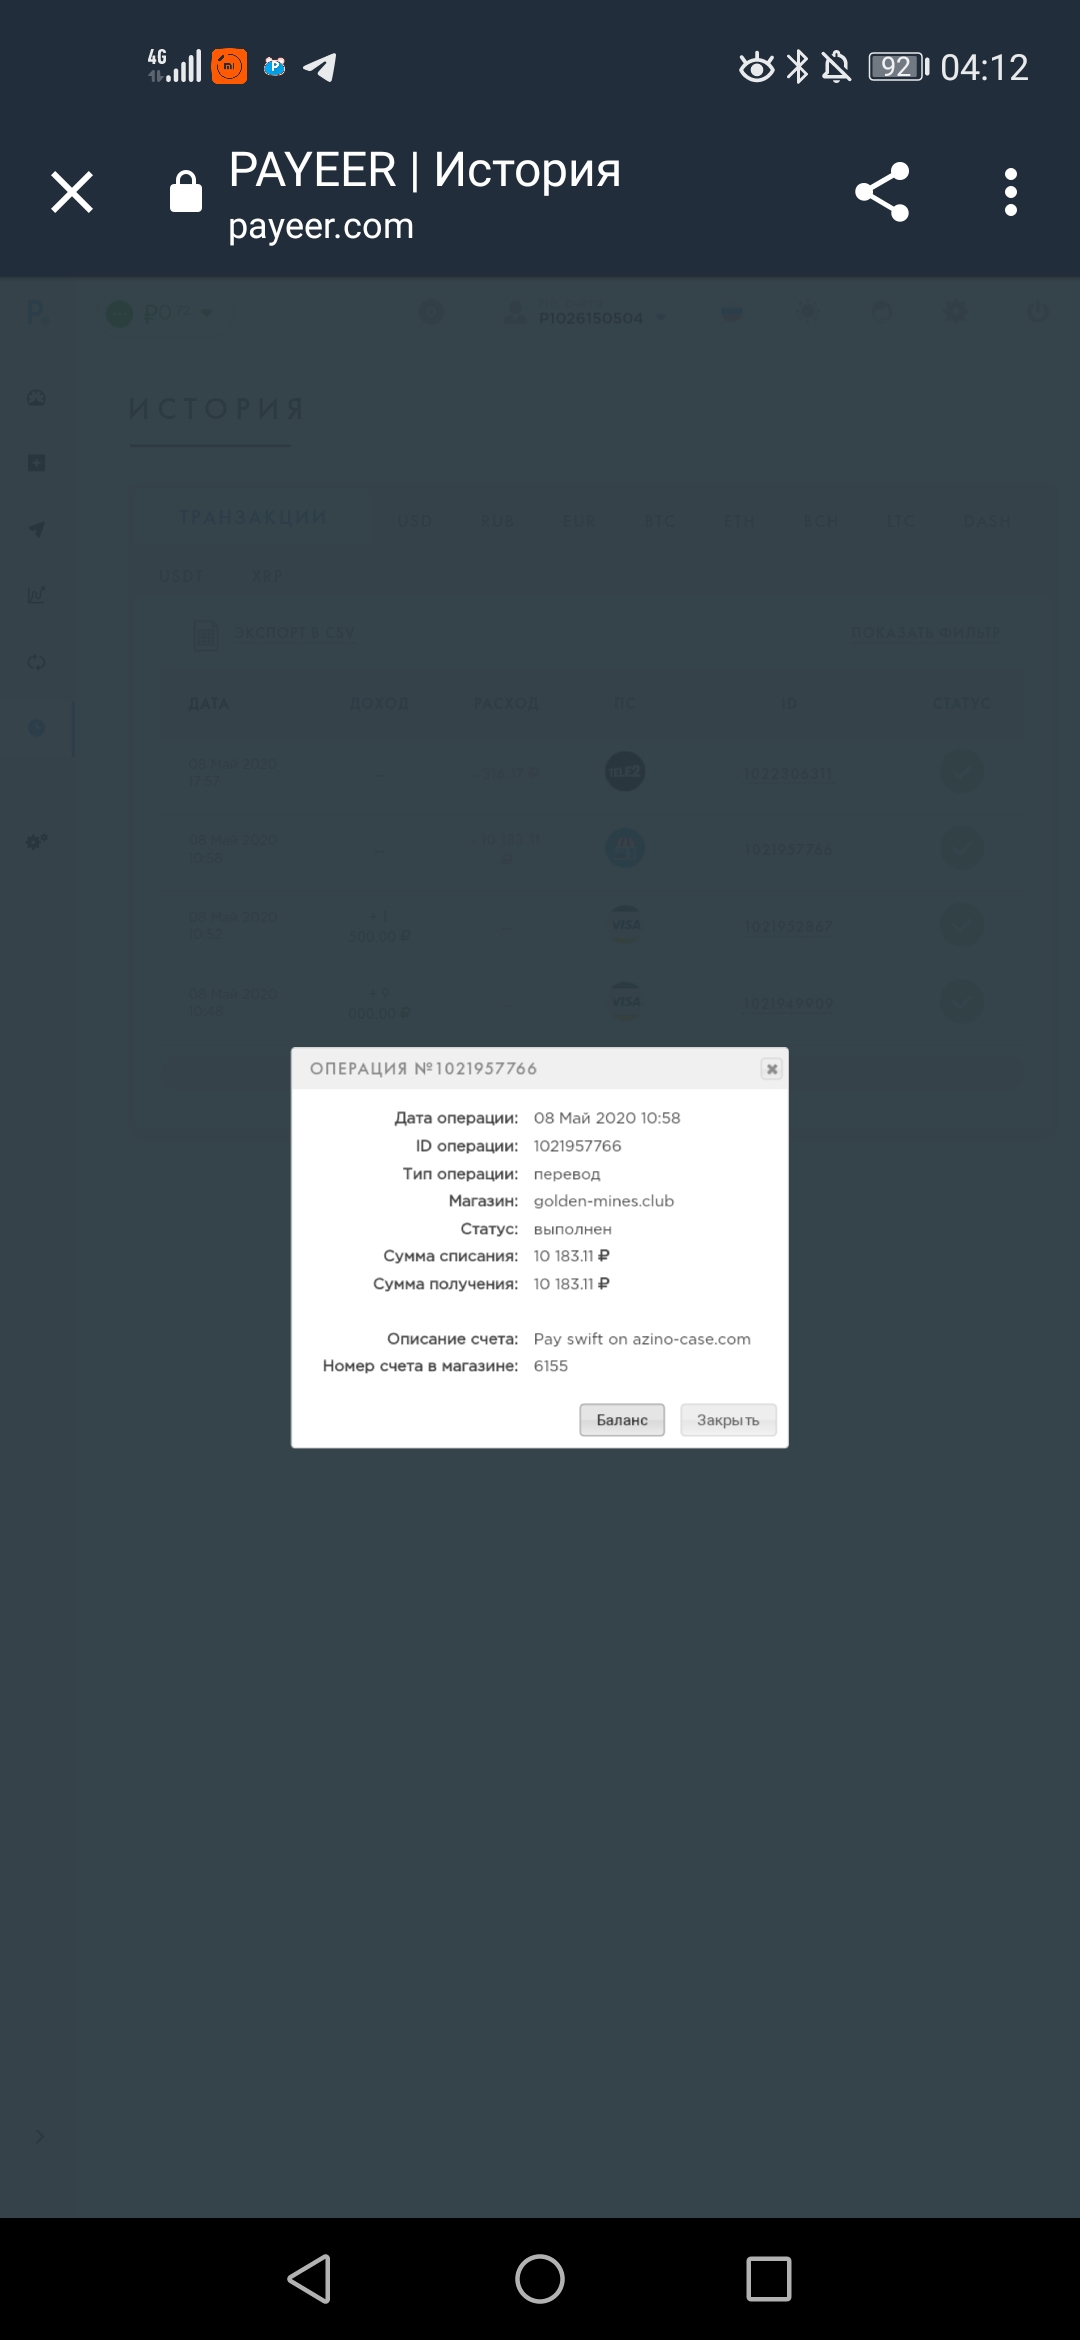 4G
92
04:12
PAYEER | История
payeer.com
P1026150504
ИСТОРИЯ
ТРАНЗАКЦИИ USD RUB EUR BTC ETH BCH LTC DASH
USDT XRP
ЭКСПОРТ В CSV ПОКАЗАТЬ ФИЛЬТР
ДАТА ДОХОД РАСХОД ПС ID СТАТУС
08 Май 2020
17:57
TELE2
1022306311
08 Май 2020
10:58
10 183.11
₽
1021957766
08 Май 2020
10:52
+ 1
500.00 ₽
VISA
1021952867
08 Май 2020
10:48
+ 9
000.00 ₽
VISA
1021949909
ОПЕРАЦИЯ №1021957766
Дата операции: 08 Май 2020 10:58
ID операции: 1021957766
Тип операции: перевод
Магазин: golden-mines.club
Статус: выполнен
Сумма списания: 10 183.11 ₽
Сумма получения: 10 183.11 ₽
Описание счета: Pay swift on azino-case.com
Номер счета в магазине: 6155
Баланс Закрыть